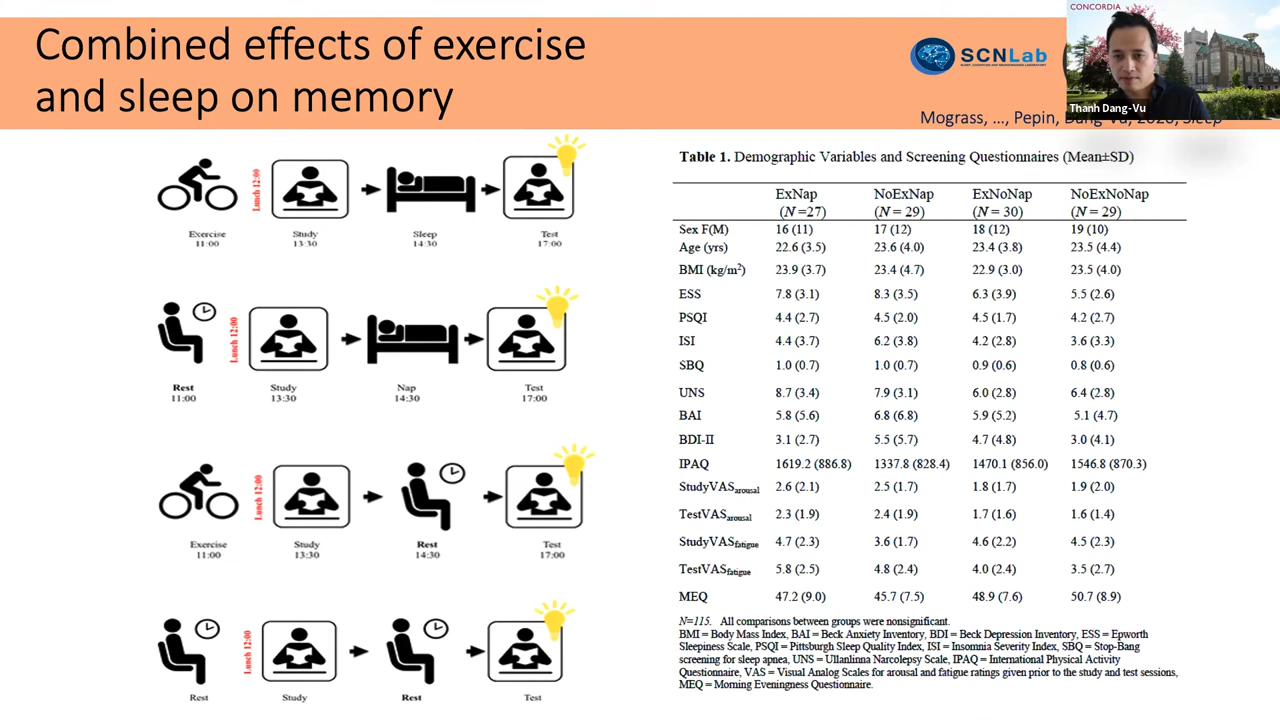 Combined effects of exercise
and sleep on memory
SCNLab
CONCORDIA
Thanh Dang-Vu
Mograss, …, Pepin, Dang-Vu, 2020, Sleep
Lunch 12:00
Exercise
11:00
Study
13:30
Sleep
14:30
Test
17:00
Lunch 12:00
Rest
11:00
Study
13:30
Nap
14:30
Test
17:00
Lunch 12:00
Exercise
11:00
Study
13:30
Rest
14:30
Test
17:00
Lunch 12:00
Rest
Study
Rest
Test
Table 1. Demographic Variables and Screening Questionnaires (Mean±SD)
ExNap NoExNap ExNoNap NoExNoNap
(N =27) (N = 29) (N = 30) (N = 29)
Sex F(M) 16 (11) 17 (12) 18 (12) 19 (10)
Age (yrs) 22.6 (3.5) 23.6 (4.0) 23.4 (3.8) 23.5 (4.4)
BMI (kg/m²) 23.9 (3.7) 23.4 (4.7) 22.9 (3.0) 23.5 (4.0)
ESS 7.8 (3.1) 8.3 (3.5) 6.3 (3.9) 5.5 (2.6)
PSQI 4.4 (2.7) 4.5 (2.0) 4.5 (1.7) 4.2 (2.7)
ISI 4.4 (3.7) 6.2 (3.8) 4.2 (2.8) 3.6 (3.3)
SBQ 1.0 (0.7) 1.0 (0.7) 0.9 (0.6) 0.8 (0.6)
UNS 8.7 (3.4) 7.9 (3.1) 6.0 (2.8) 6.4 (2.8)
BAI 5.8 (5.6) 6.8 (6.8) 5.9 (5.2) 5.1 (4.7)
BDI-II 3.1 (2.7) 5.5 (5.7) 4.7 (4.8) 3.0 (4.1)
IPAQ 1619.2 (886.8) 1337.8 (828.4) 1470.1 (856.0) 1546.8 (870.3)
StudyVASarousal 2.6 (2.1) 2.5 (1.7) 1.8 (1.7) 1.9 (2.0)
TestVASarousal 2.3 (1.9) 2.4 (1.9) 1.7 (1.6) 1.6 (1.4)
StudyVASfatigue 4.7 (2.3) 3.6 (1.7) 4.6 (2.2) 4.5 (2.3)
TestVASfatigue 5.8 (2.5) 4.8 (2.4) 4.0 (2.4) 3.5 (2.7)
MEQ 47.2 (9.0) 45.7 (7.5) 48.9 (7.6) 50.7 (8.9)
N=115. All comparisons between groups were nonsignificant.
BMI = Body Mass Index, BAI = Beck Anxiety Inventory, BDI = Beck Depression Inventory, ESS = Epworth
Sleepiness Scale, PSQI = Pittsburgh Sleep Quality Index, ISI = Insomnia Severity Index, SBQ = Stop-Bang
screening for sleep apnea, UNS = Ullanlinna Narcolepsy Scale, IPAQ = International Physical Activity
Questionnaire, VAS = Visual Analog Scales for arousal and fatigue ratings given prior to the study and test sessions,
MEQ = Morning Eveningness Questionnaire.